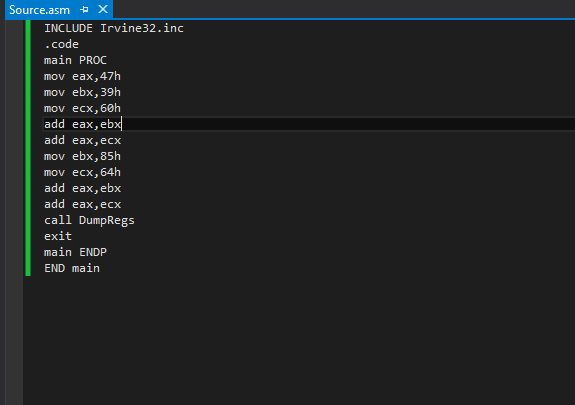 Source.asm
INCLUDE Irvine32.inc
.code
main PROC
mov eax,47h
mov ebx,39h
mov ecx,60h
add eax,ebx
add eax,ecx
mov ebx,85h
mov ecx,64h
add eax,ebx
add eax,ecx
call DumpRegs
exit
main ENDP
END main